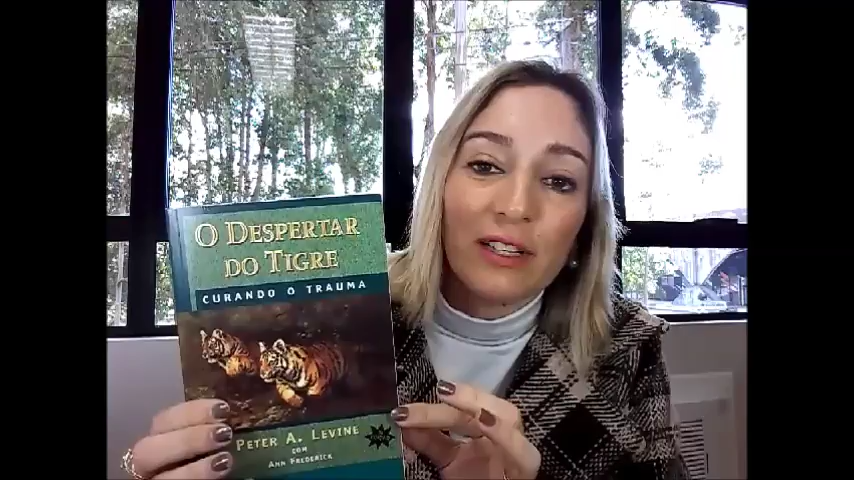 O DESPERTAR
DO TIGRE
CURANDO O TRAUMA
PETER A. LEVINE
COM
ANN FREDERICK